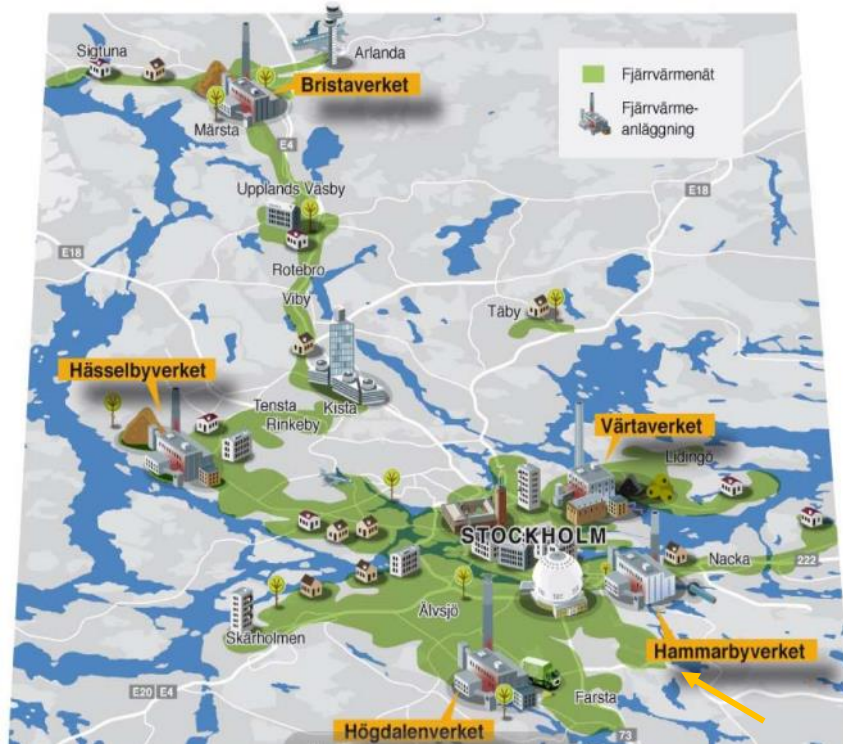 Sigtuna
Arlanda
Bristaverket
Märsta
E4
Fjärrvärmenät
Fjärrvärme-
anläggning
Upplands Väsby
E18
E18
Rotebro
Viby
Täby
Hässelbyverket
Tensta
Rinkeby
Kista
Värtaverket
Lidingö
STOCKHOLM
Nacka
222
Älvsjö
Skärholmen
Hammarbyverket
E20 E4
Farsta
Högdalenverket
73